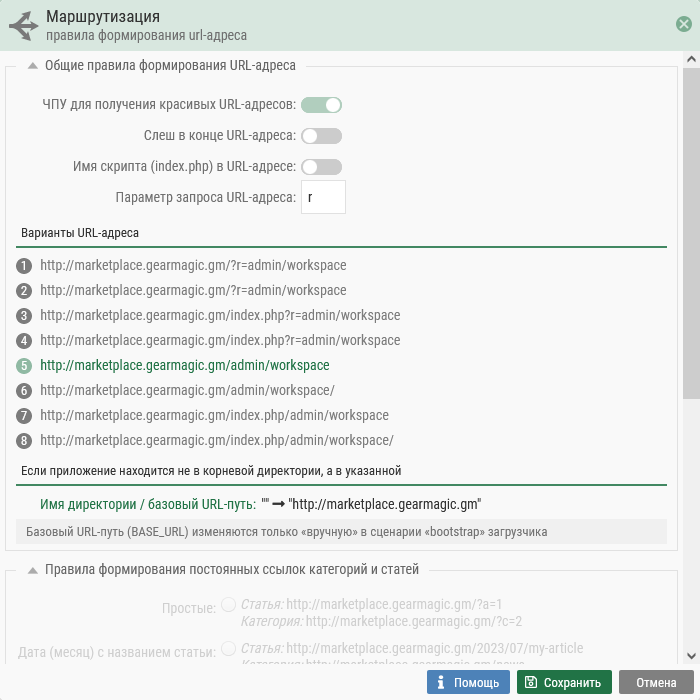 Маршрутизация
правила формирования url-адреса
Общие правила формирования URL-адреса
ЧПУ для получения красивых URL-адресов:
Слеш в конце URL-адреса:
Имя скрипта (index.php) в URL-адресе:
Параметр запроса URL-адреса: r
Варианты URL-адреса
1 http://marketplace.gearmagic.gm/?r=admin/workspace
2 http://marketplace.gearmagic.gm/?r=admin/workspace
3 http://marketplace.gearmagic.gm/index.php?r=admin/workspace
4 http://marketplace.gearmagic.gm/index.php?r=admin/workspace
5 http://marketplace.gearmagic.gm/admin/workspace
6 http://marketplace.gearmagic.gm/admin/workspace/
7 http://marketplace.gearmagic.gm/index.php/admin/workspace
8 http://marketplace.gearmagic.gm/index.php/admin/workspace/
Если приложение находится не в корневой директории, а в указанной
Имя директории / базовый URL-путь: "" → "http://marketplace.gearmagic.gm"
Базовый URL-путь (BASE_URL) изменяются только «вручную» в сценарии «bootstrap» загрузчика
Правила формирования постоянных ссылок категорий и статей
Простые: Статья: http://marketplace.gearmagic.gm/?a=1
Категория: http://marketplace.gearmagic.gm/?c=2
Дата (месяц) с названием статьи: Статья: http://marketplace.gearmagic.gm/2023/07/my-article
Категория: http://marketplace.gearmagic.gm/news
Помощь
Сохранить
Отмена